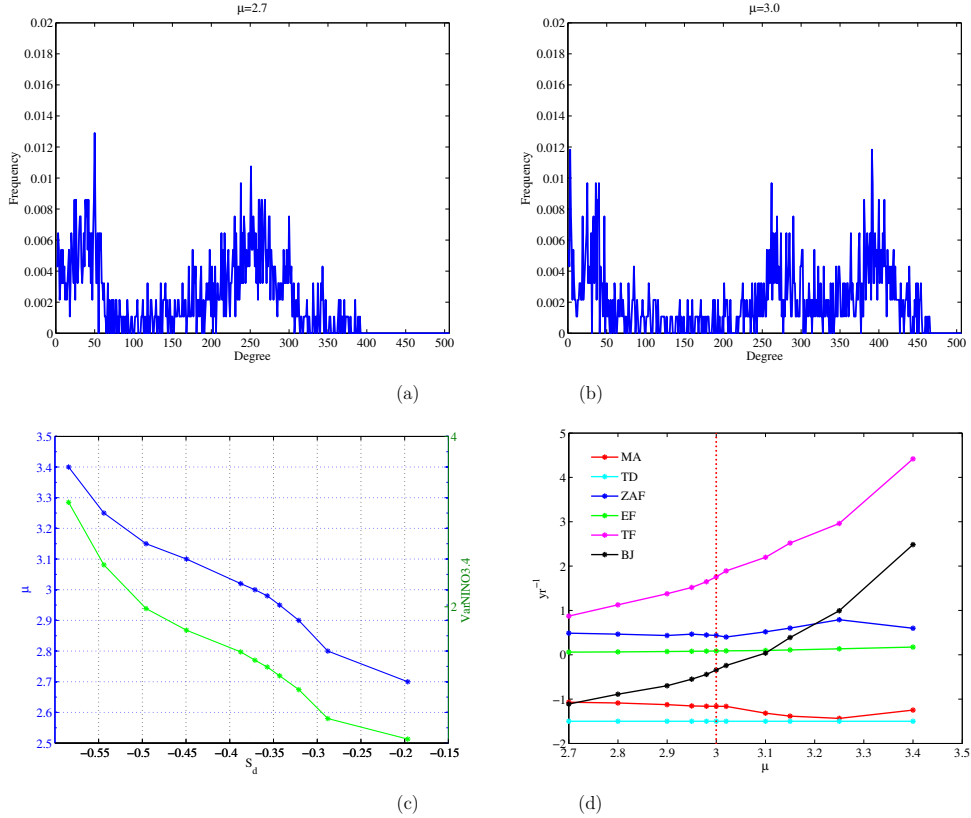 μ=2.7
0.02
0.018
0.016
0.014
0.012
0.01
0.008
0.006
0.004
0.002
0
Frequency
0 50 100 150 200 250 300 350 400 450 500
Degree
(a)
μ=3.0
0.02
0.018
0.016
0.014
0.012
0.01
0.008
0.006
0.004
0.002
0
Frequency
0 50 100 150 200 250 300 350 400 450 500
Degree
(b)
3.5
3.4
3.3
3.2
3.1
3
2.9
2.8
2.7
2.6
2.5
μ
4
2
VarNINO3.4
−0.55 −0.5 −0.45 −0.4 −0.35 −0.3 −0.25 −0.2 −0.15
S_d
(c)
5
4
3
2
1
0
−1
−2
yr⁻¹
MA
TD
ZAF
EF
TF
BJ
2.7 2.8 2.9 3 3.1 3.2 3.3 3.4 3.5
μ
(d)